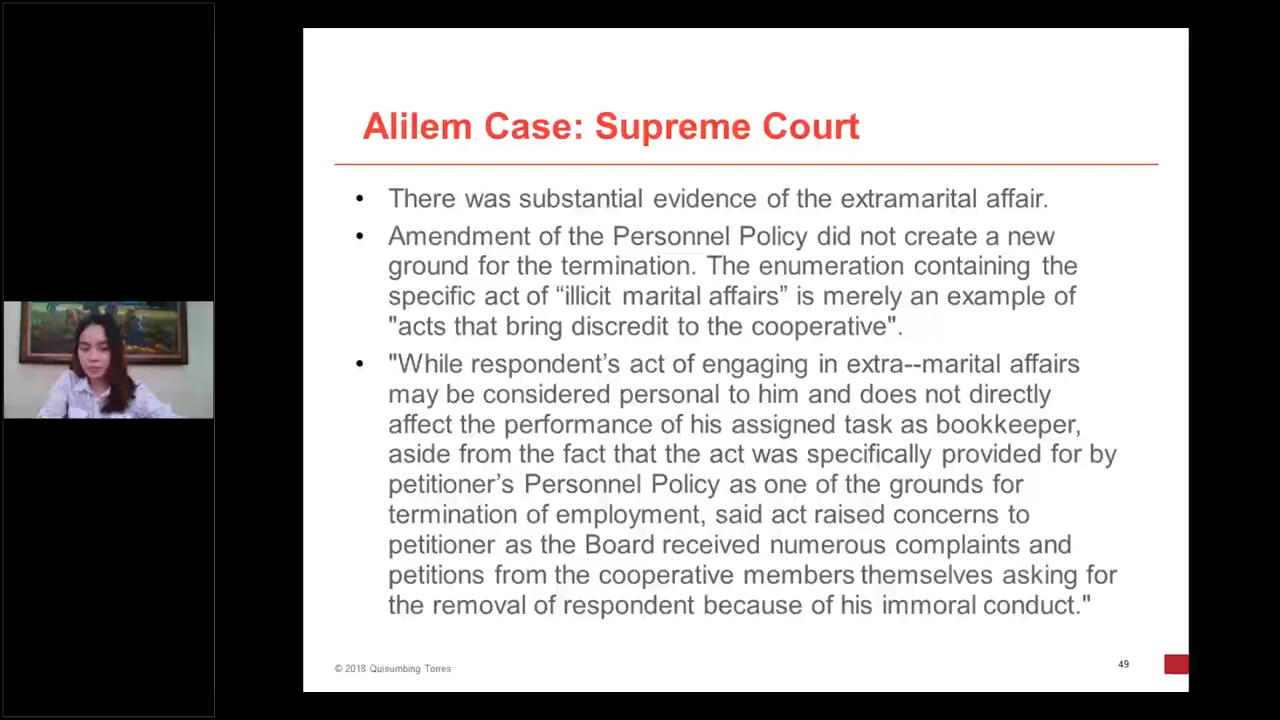 Alilem Case: Supreme Court
• There was substantial evidence of the extramarital affair.
• Amendment of the Personnel Policy did not create a new
ground for the termination. The enumeration containing the
specific act of “illicit marital affairs” is merely an example of
"acts that bring discredit to the cooperative".
• "While respondent’s act of engaging in extra--marital affairs
may be considered personal to him and does not directly
affect the performance of his assigned task as bookkeeper,
aside from the fact that the act was specifically provided for by
petitioner’s Personnel Policy as one of the grounds for
termination of employment, said act raised concerns to
petitioner as the Board received numerous complaints and
petitions from the cooperative members themselves asking for
the removal of respondent because of his immoral conduct."
© 2018 Quisumbing Torres
49